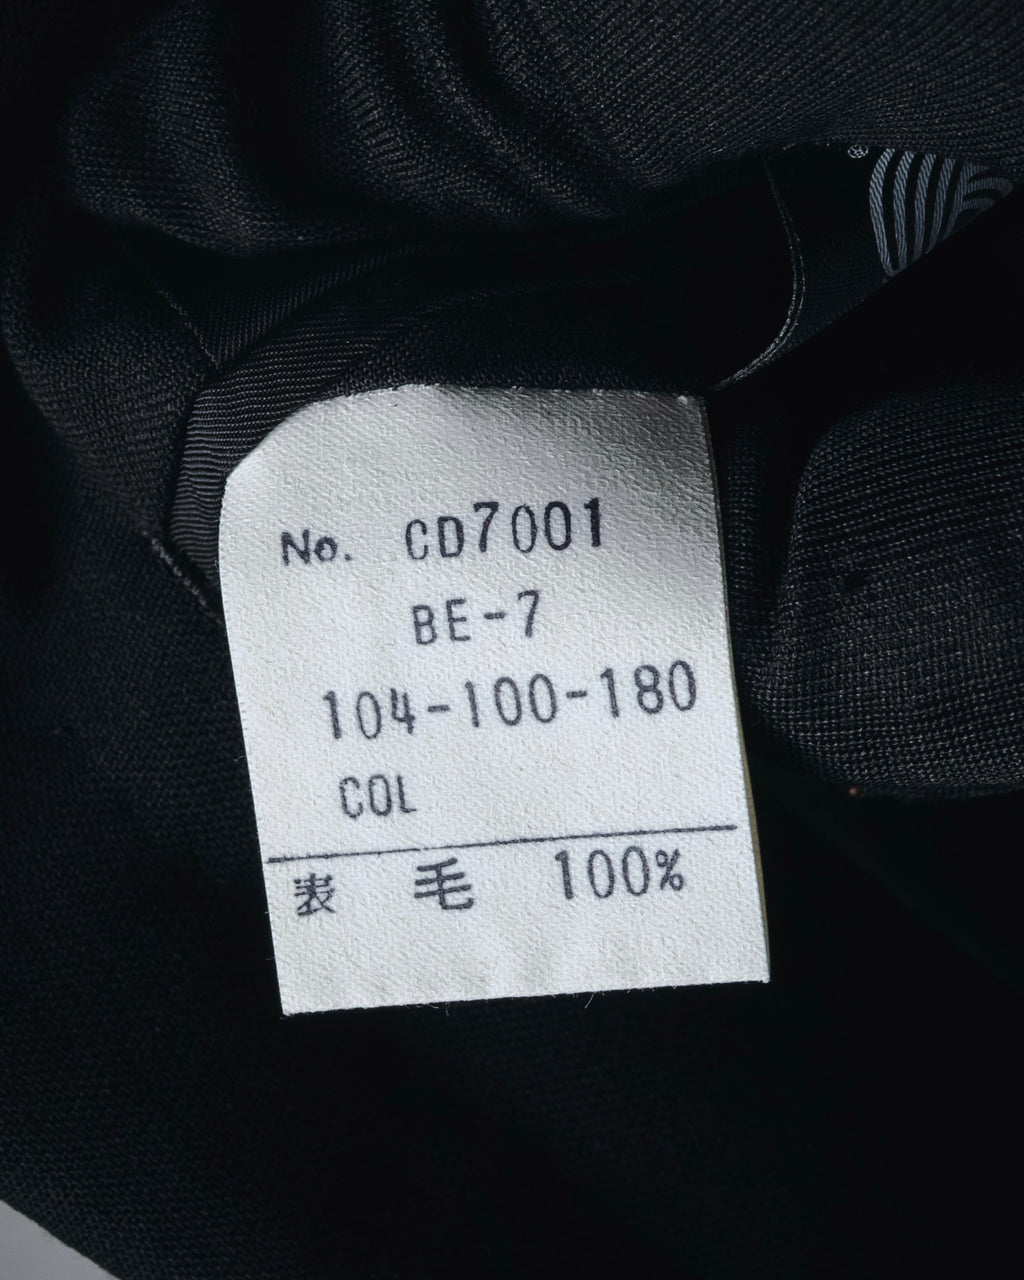 No. CD7001
BE-7
104-100-180
COL
表 毛 100%